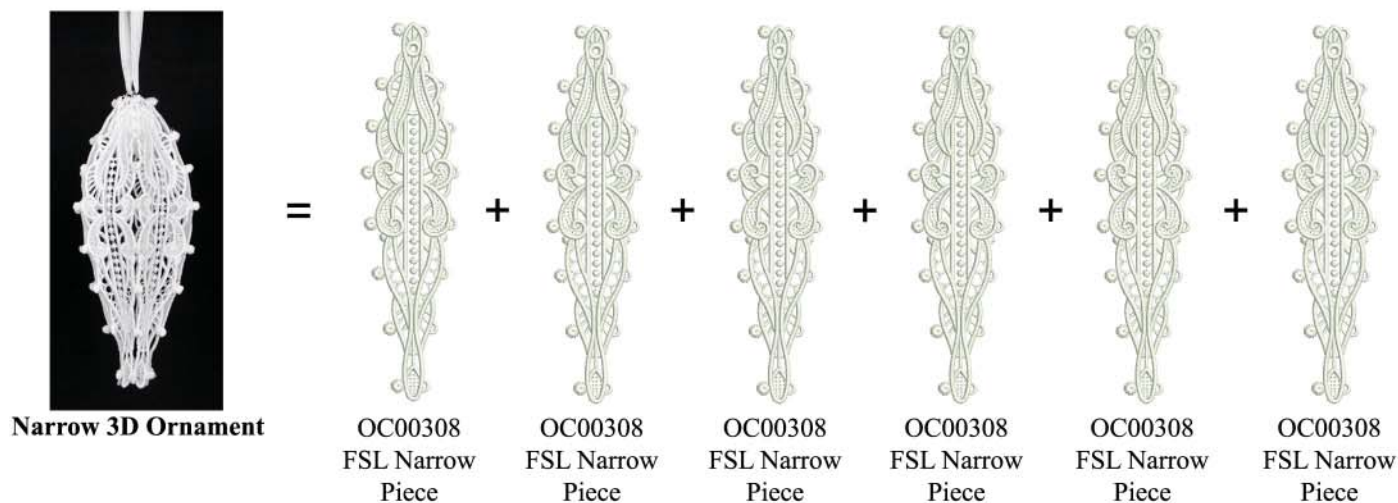 = + + + + +
Narrow 3D Ornament
OC00308
FSL Narrow
Piece
OC00308
FSL Narrow
Piece
OC00308
FSL Narrow
Piece
OC00308
FSL Narrow
Piece
OC00308
FSL Narrow
Piece
OC00308
FSL Narrow
Piece